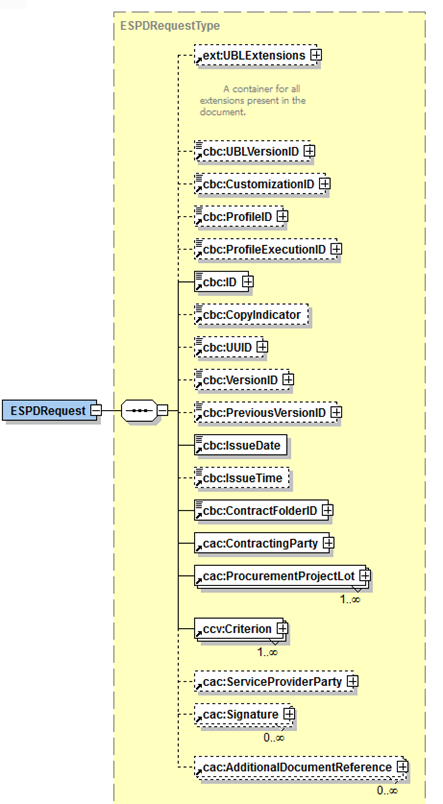 ESPDRequestType
ext:UBLExtensions
A container for all
extensions present in the
document.
cbc:UBLVersionID
cbc:CustomizationID
cbc:ProfileID
cbc:ProfileExecutionID
cbc:ID
cbc:CopyIndicator
cbc:UUID
cbc:VersionID
ESPDRequest
cbc:PreviousVersionID
cbc:IssueDate
cbc:IssueTime
cbc:ContractFolderID
cac:ContractingParty
cac:ProcurementProjectLot
1..∞
ccv:Criterion
1..∞
cac:ServiceProviderParty
cac:Signature
0..∞
cac:AdditionalDocumentReference
0..∞